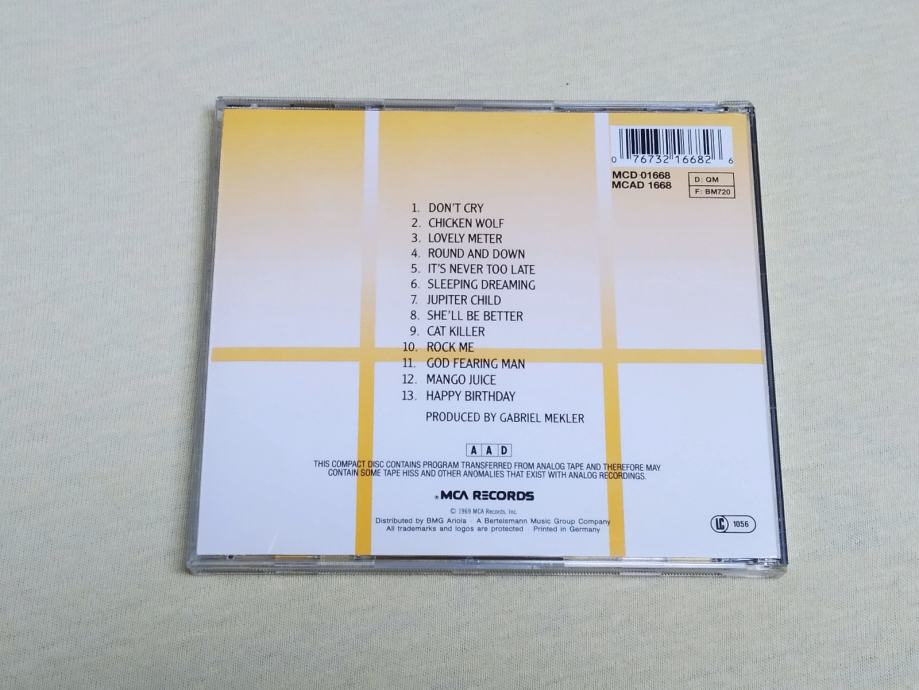 0 76732 16682 6
MCD 01668
MCAD 1668
D: QM
F: BM720
1. DON'T CRY
2. CHICKEN WOLF
3. LOVELY METER
4. ROUND AND DOWN
5. IT'S NEVER TOO LATE
6. SLEEPING DREAMING
7. JUPITER CHILD
8. SHE'LL BE BETTER
9. CAT KILLER
10. ROCK ME
11. GOD FEARING MAN
12. MANGO JUICE
13. HAPPY BIRTHDAY
PRODUCED BY GABRIEL MEKLER
A A D
THIS COMPACT DISC CONTAINS PROGRAM TRANSFERRED FROM ANALOG TAPE AND THEREFORE MAY
CONTAIN SOME TAPE HISS AND OTHER ANOMALIES THAT EXIST WITH ANALOG RECORDINGS.
MCA RECORDS
© 1969 MCA Records, Inc.
Distributed by BMG Ariola · A Bertelsmann Music Group Company
All trademarks and logos are protected · Printed in Germany
LC 1056